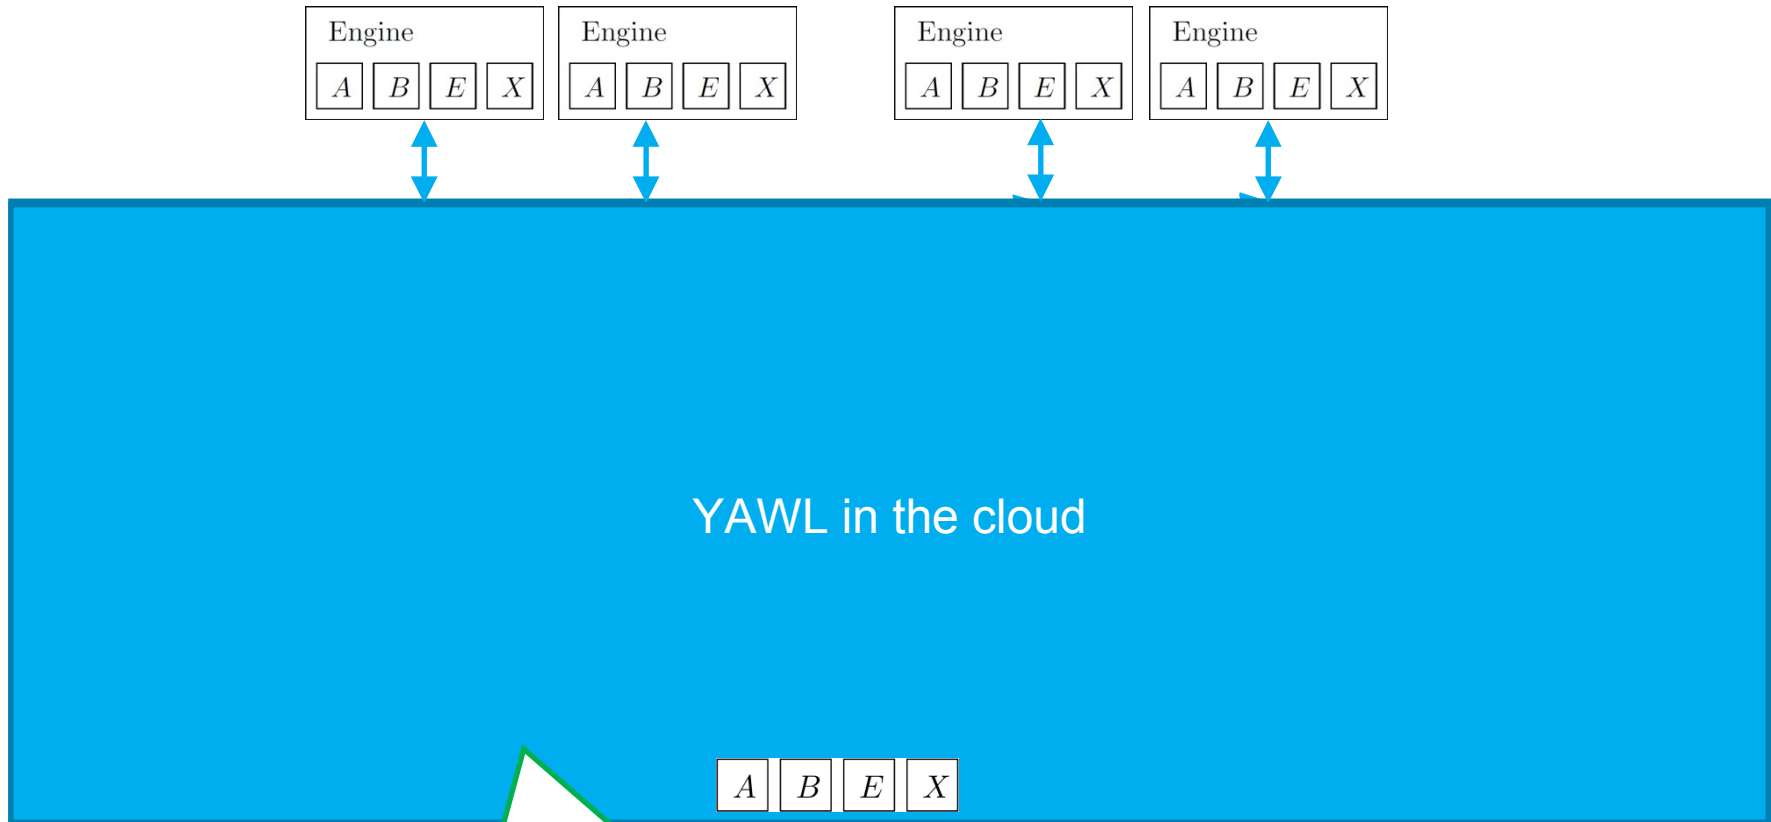 Engine Engine Engine Engine
A B E X A B E X A B E X A B E X
YAWL in the cloud
A B E X